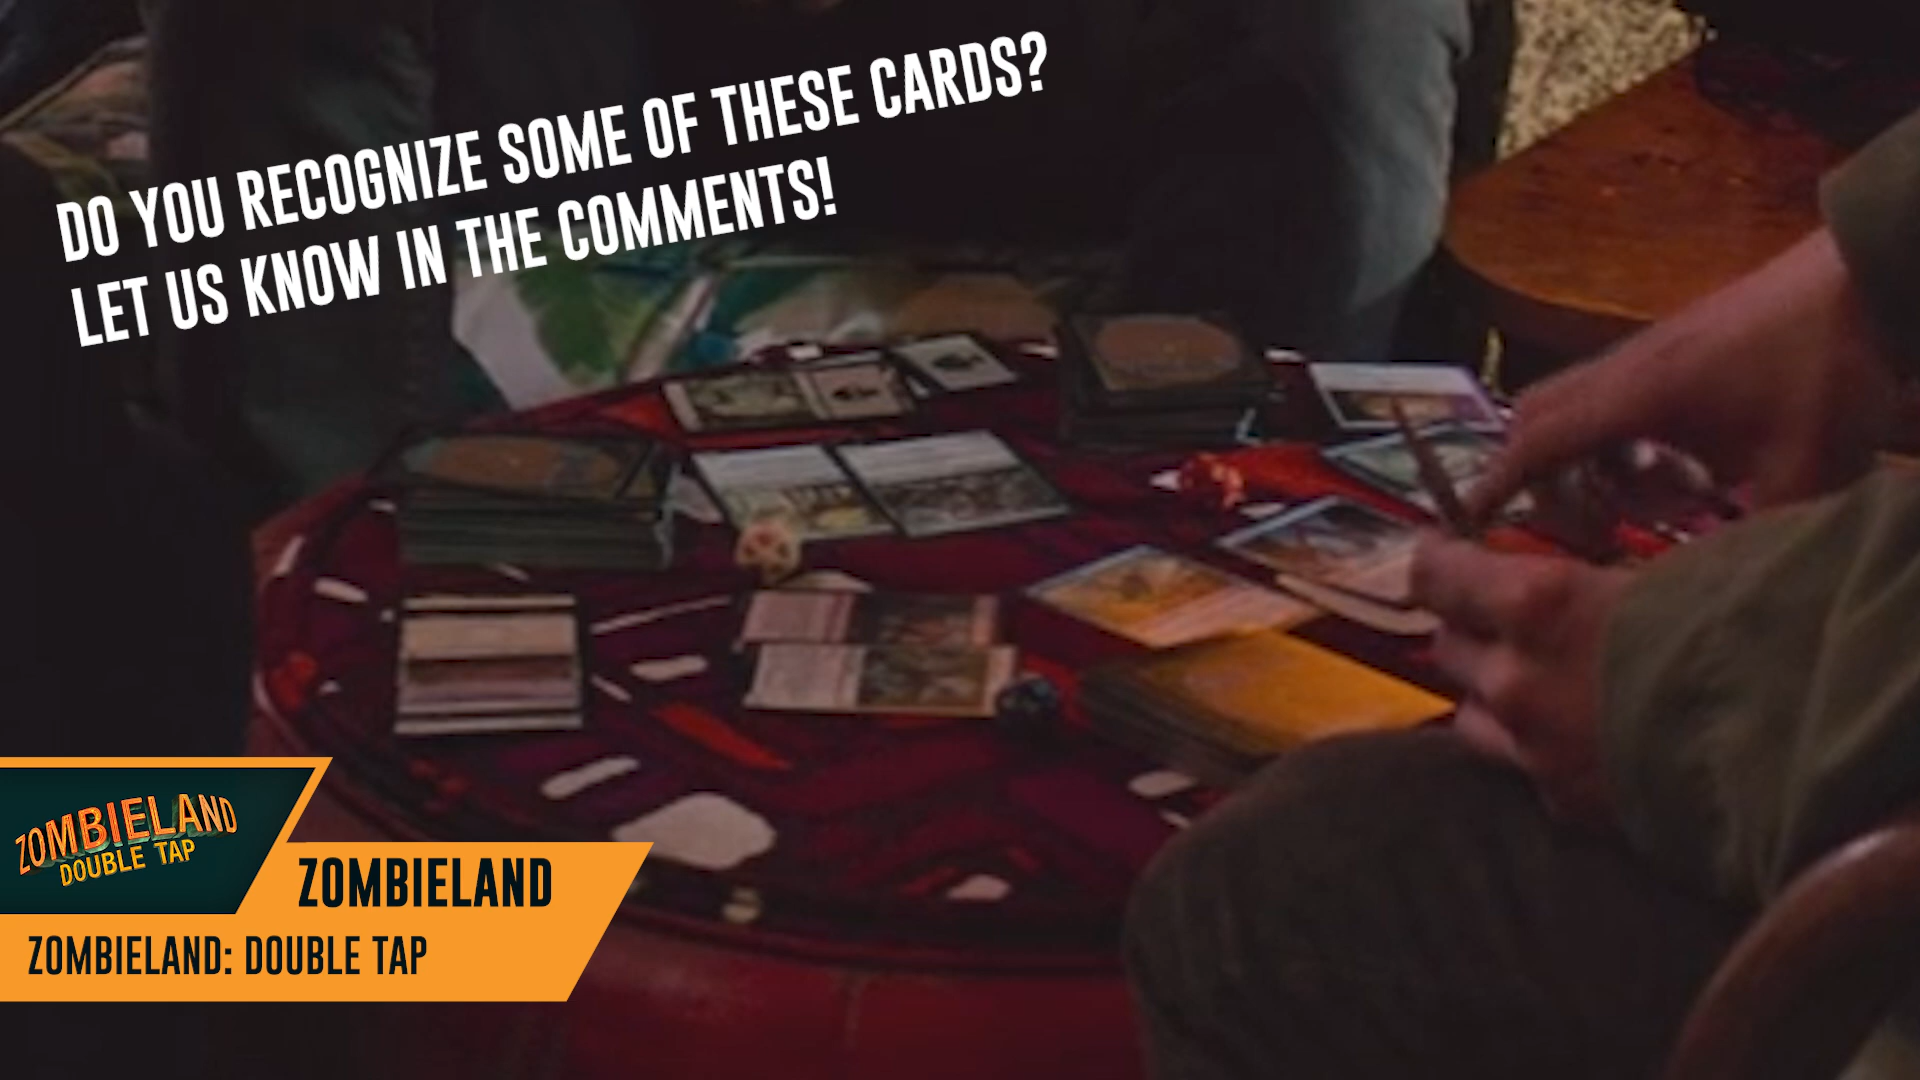 DO YOU RECOGNIZE SOME OF THESE CARDS?
LET US KNOW IN THE COMMENTS!
ZOMBIELAND
DOUBLE TAP
ZOMBIELAND
ZOMBIELAND: DOUBLE TAP